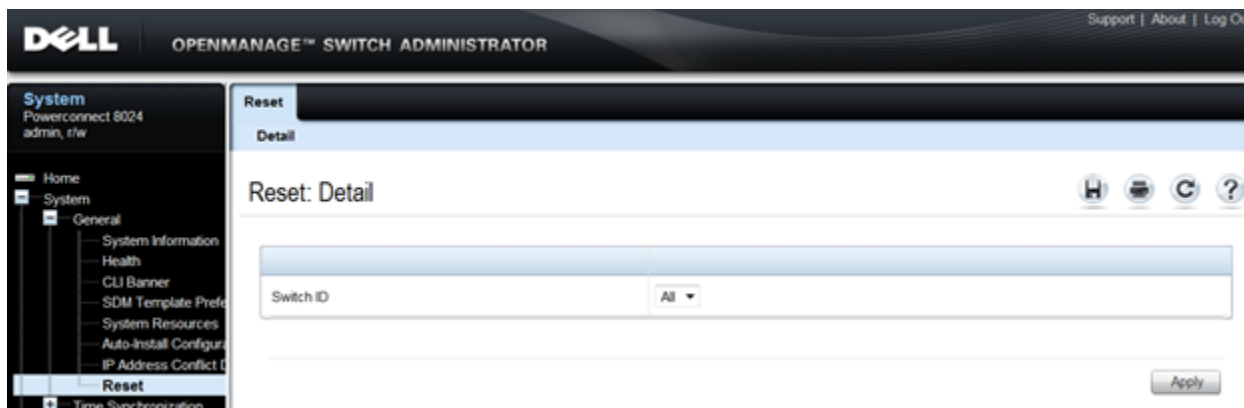 Support | About | Log Ou
DELL OPENMANAGE™ SWITCH ADMINISTRATOR
System
Powerconnect 8024
admin, r/w
Home
System
General
System Information
Health
CLI Banner
SDM Template Prefe
System Resources
Auto-Install Configura
IP Address Conflict D
Reset
Time Synchronization
Reset
Detail
Reset: Detail
Switch ID All
Apply